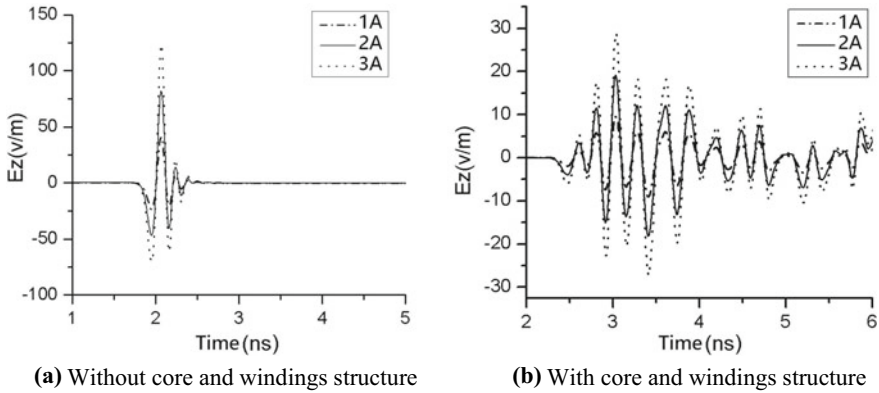 150
100
50
0
-50
-100
Ez(v/m)
1A
2A
3A
1 2 3 4 5
Time(ns)
(a) Without core and windings structure
30
20
10
0
-10
-20
-30
Ez(v/m)
1A
2A
3A
2 3 4 5 6
Time(ns)
(b) With core and windings structure